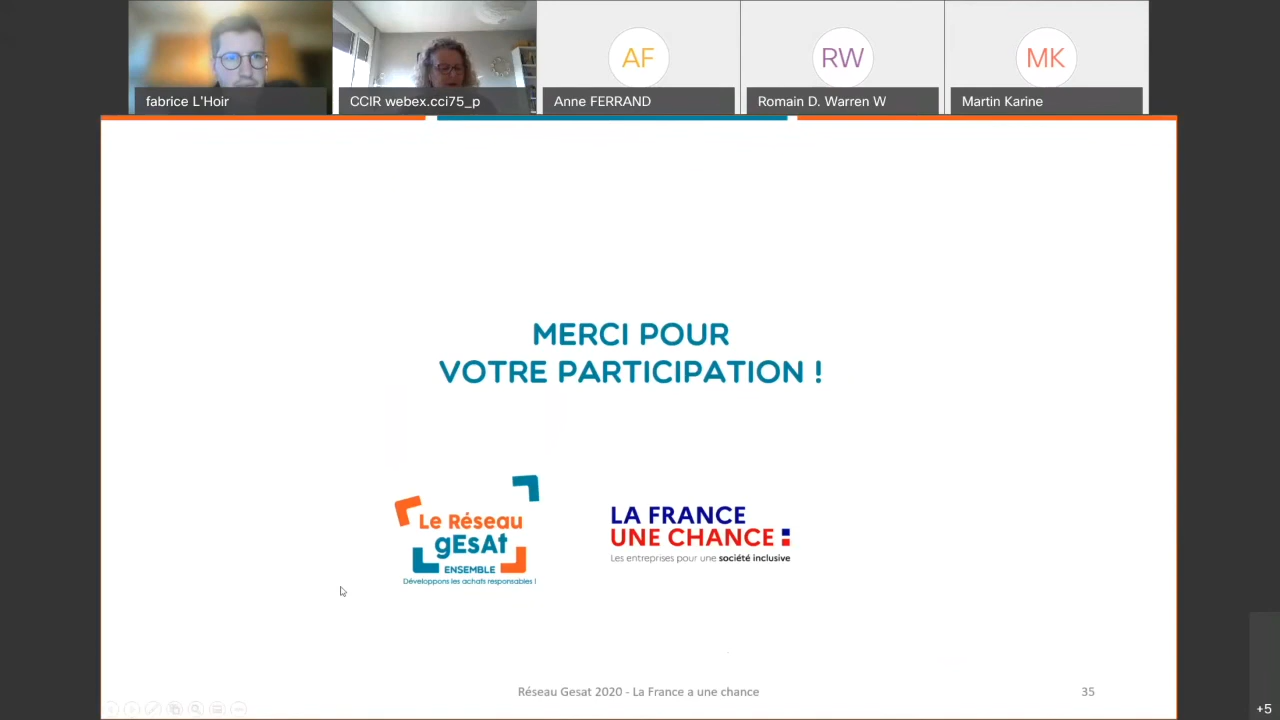 fabrice L'Hoir
CCIR webex.cci75_p
AF
Anne FERRAND
RW
Romain D. Warren W
MK
Martin Karine
MERCI POUR
VOTRE PARTICIPATION !
Le Réseau
gEsAt
ENSEMBLE
Développons les achats responsables !
LA FRANCE
UNE CHANCE
Les entreprises pour une société inclusive
Réseau Gesat 2020 - La France a une chance
35
+5